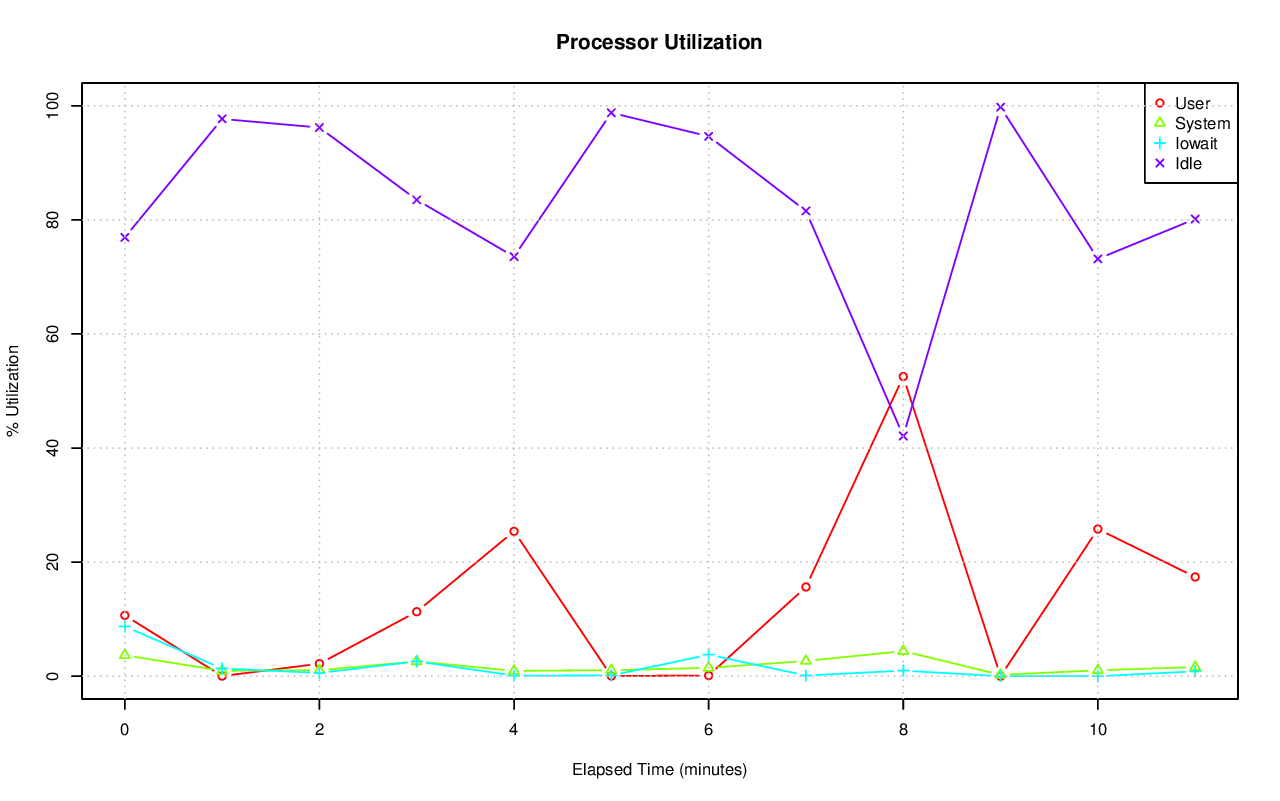 Processor Utilization
% Utilization
100
80
60
40
20
0
User
System
Iowait
Idle
0 2 4 6 8 10
Elapsed Time (minutes)